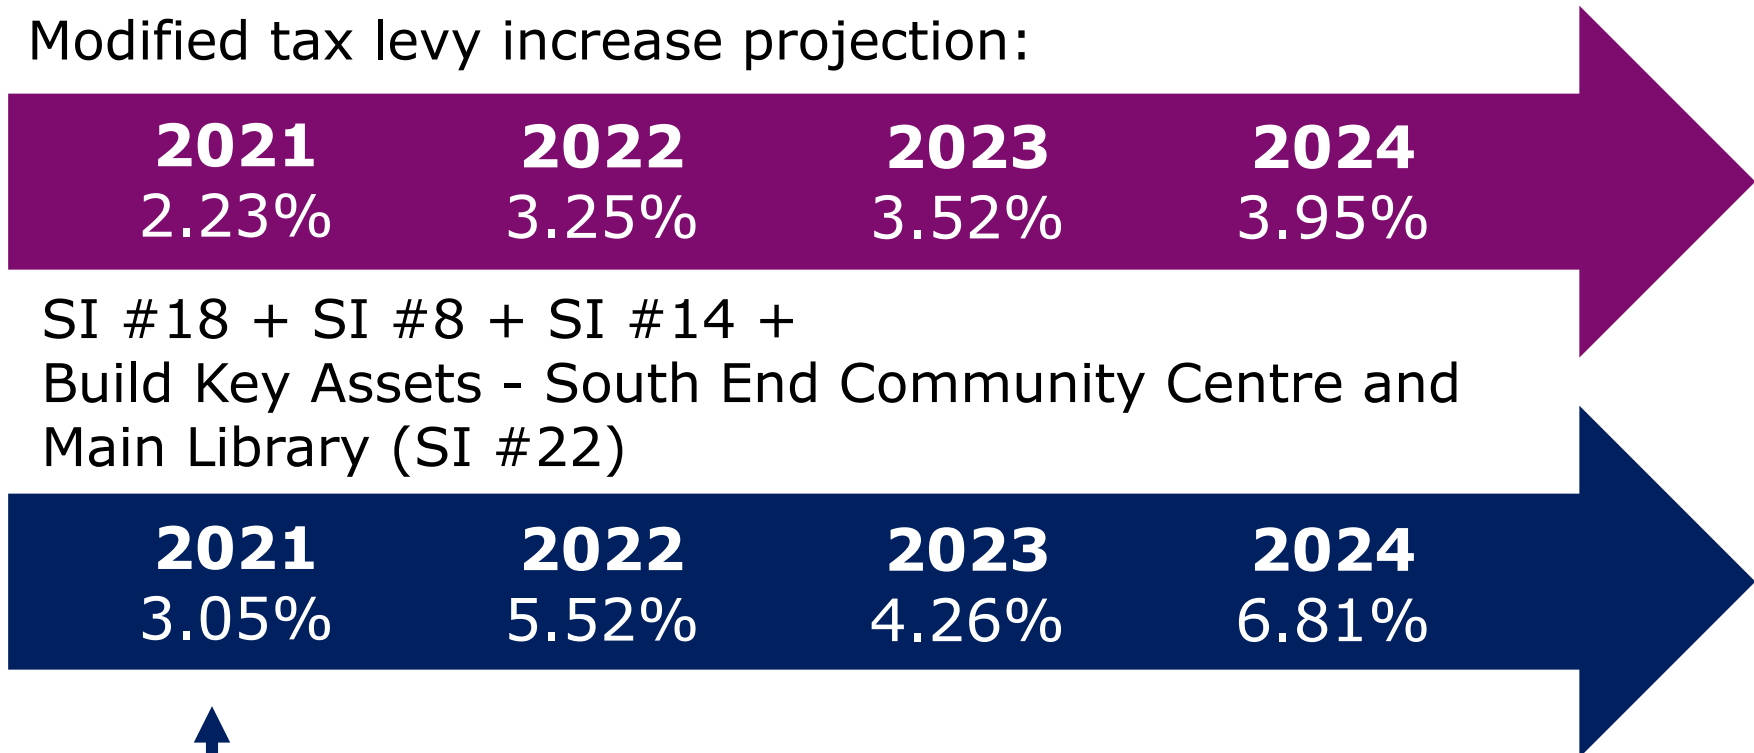 Modified tax levy increase projection:
2021 2022 2023 2024
2.23% 3.25% 3.52% 3.95%
SI #18 + SI #8 + SI #14 +
Build Key Assets - South End Community Centre and
Main Library (SI #22)
2021 2022 2023 2024
3.05% 5.52% 4.26% 6.81%